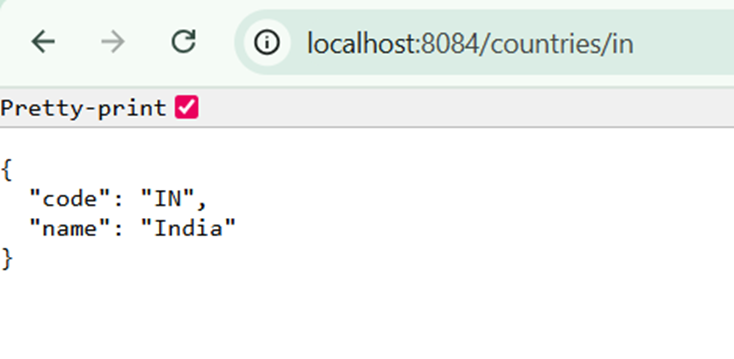 localhost:8084/countries/in
Pretty-print
{
  "code": "IN",
  "name": "India"
}